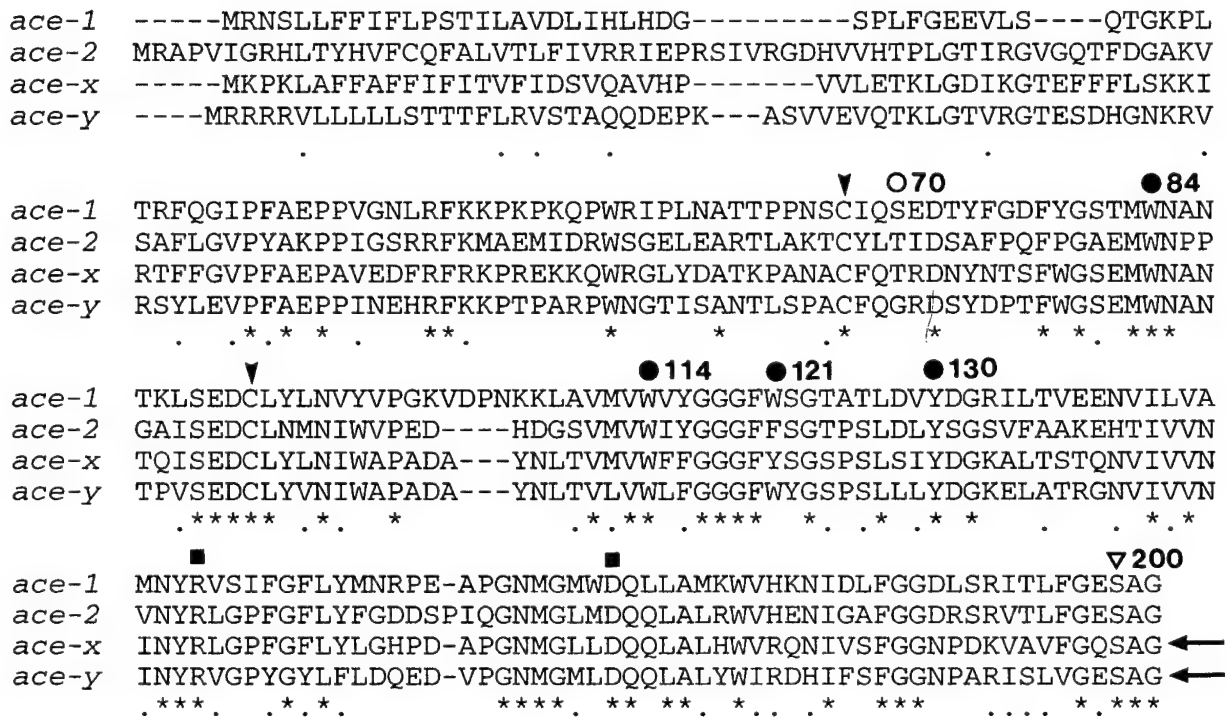 ace-1 -----MRNSLLFFIFLPSTILAVDLIHLHDG---------SPLFGEEVLS----QTGKPL
ace-2 MRAPVIGRHLTYHVFCQFALVTLFIVRRIEPRSIVRGDHVVHTPLGTIRGVGQTFDGAKV
ace-x -----MKPKLAFFAFFIFITVFIDSVQAVHP------VVLETKLGDIKGTEFFFLSKKI
ace-y ----MRRRRVLLLLLSTTTFLRVSTAQQDEPK---ASVVEVQTKLGTVRGTESDHGNKRV
. . . . . .
○70 ●84
ace-1 TRFQGIPFAEPPVGNLRFKKPKPKQPWRIPLNATTPPNSCIQSEDTYFGDFYGSTMWNAN
ace-2 SAFLGVPYAKPPIGSRRFKMAEMIDRWSGELEARTLAKTCYLTIDSAFPQFPGAEMWNPP
ace-x RTFFGVPFAEPAVEDFRFRKPREKKQWRGLYDATKPANACFQTRDNYNTSFWGSEMWNAN
ace-y RSYLEVPFAEPPINEHRFKKPTPARPWNGTISANTLSPACFQGRDSYDPTFWGSEMWNAN
. .* * * ** . * * .* * * * .***
●114 ●121 ●130
ace-1 TKLSEDCLYLNVYVPGKVDPNKKLAVMVWVYGGGFWSGTATLDVYDGRILTVEENVILVA
ace-2 GAISEDCLNMNIWVPED----HDGSVMVWIYGGGFFSGTPSLDLYSGSVFAAKEHTIVVN
ace-x TQISEDCLYLNIWAPADA---YNLTVMVWFFGGGFYSGSPSLSIYDGKALTSTQNVIVVN
ace-y TPVSEDCLYVNIWAPADA---YNLTVLVWLFGGGFWYGSPSLLLYDGKELATRGNVIVVN
.***** .*. * .*.** .**** *. .* .* * . .*.*
■ ■ ▽200
ace-1 MNYRVSIFGFLYMNRPE-APGNMGMWDQLLAMKWVHKNIDLFGGDLSRITLFGESAG
ace-2 VNYRLGPFGFLYFGDDSPIQGNMGLMDQQLALRWVHENIGAFGGDRSRVTLFGESAG
ace-x INYRLGPFGFLYLGHPD-APGNMGLLDQQLALHWVRQNIVSFGGNPDKVAVFGQSAG ←
ace-y INYRVGPYGYLFLDQED-VPGNMGMLDQQLALYWIRDHIFSFGGNPARISLVGESAG ←
.***. .*.*. ****. ** **. *.. .* ***. .... *.***